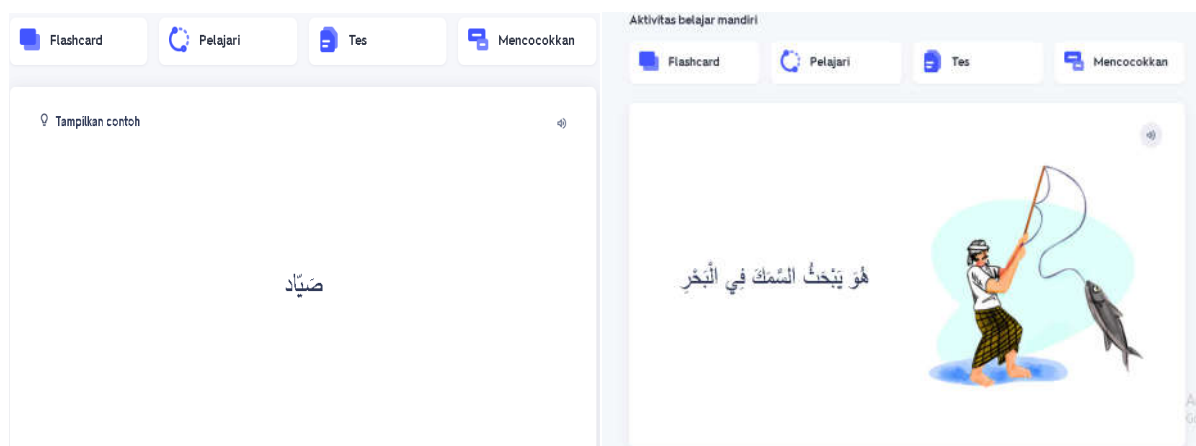 Flashcard
Pelajari
Tes
Mencocokkan
Tampilkan contoh
صَيّاد
Aktivitas belajar mandiri
Flashcard
Pelajari
Tes
Mencocokkan
هُوَ يَبْحَثُ السَّمَكَ فِي الْبَحْرِ